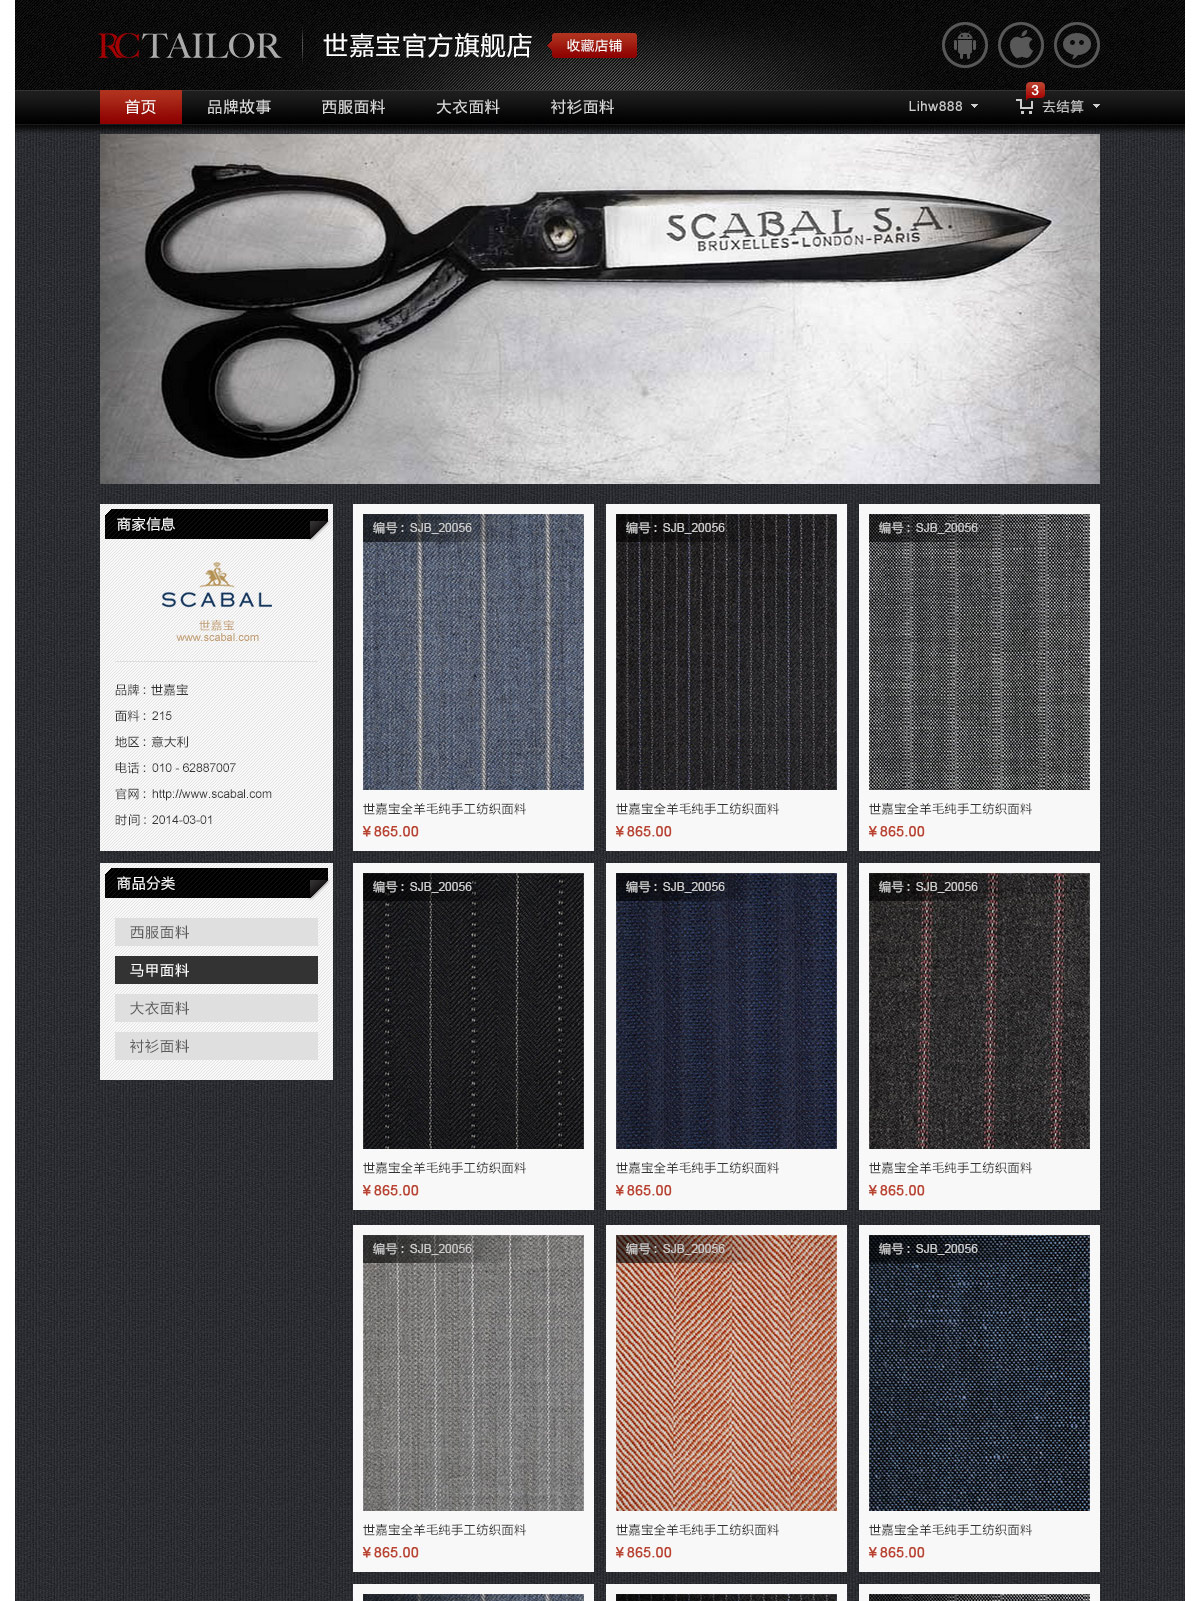 RCTAILOR
世嘉宝官方旗舰店
收藏店铺
首页
品牌故事
西服面料
大衣面料
衬衫面料
Lihw888
3
去结算
SCABAL S.A.
BRUXELLES-LONDON-PARIS
商家信息
SCABAL
世嘉宝
www.scabal.com
品牌：世嘉宝
面料：215
地区：意大利
电话：010 - 62887007
官网：http://www.scabal.com
时间：2014-03-01
商品分类
西服面料
马甲面料
大衣面料
衬衫面料
编号：SJB_20056
世嘉宝全羊毛纯手工纺织面料
¥ 865.00
编号：SJB_20056
世嘉宝全羊毛纯手工纺织面料
¥ 865.00
编号：SJB_20056
世嘉宝全羊毛纯手工纺织面料
¥ 865.00
编号：SJB_20056
世嘉宝全羊毛纯手工纺织面料
¥ 865.00
编号：SJB_20056
世嘉宝全羊毛纯手工纺织面料
¥ 865.00
编号：SJB_20056
世嘉宝全羊毛纯手工纺织面料
¥ 865.00
编号：SJB_20056
世嘉宝全羊毛纯手工纺织面料
¥ 865.00
编号：SJB_20056
世嘉宝全羊毛纯手工纺织面料
¥ 865.00
编号：SJB_20056
世嘉宝全羊毛纯手工纺织面料
¥ 865.00